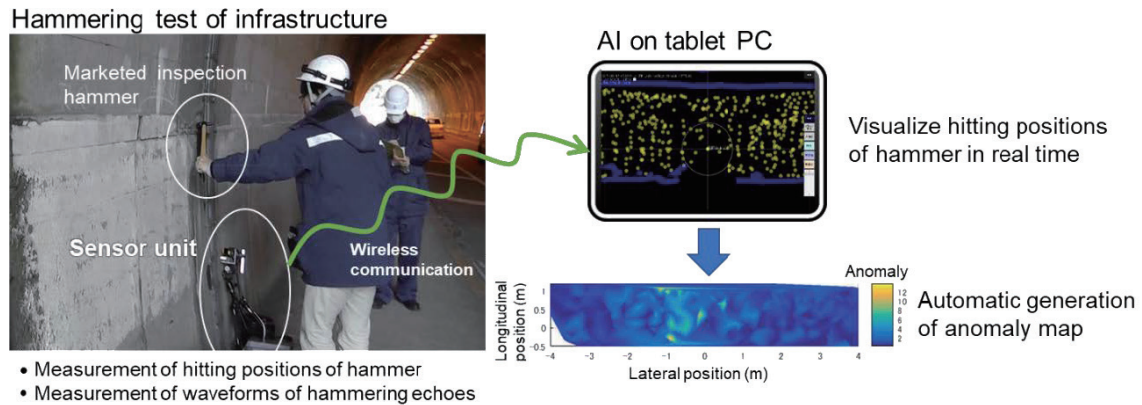 Hammering test of infrastructure
Marketed inspection
hammer
Sensor unit
Wireless
communication
• Measurement of hitting positions of hammer
• Measurement of waveforms of hammering echoes
AI on tablet PC
Visualize hitting positions
of hammer in real time
Anomaly
12
10
8
6
4
2
Longitudinal
position (m)
1
0
-0.5
-4 -3 -2 -1 0 1 2 3 4
Lateral position (m)
Automatic generation
of anomaly map